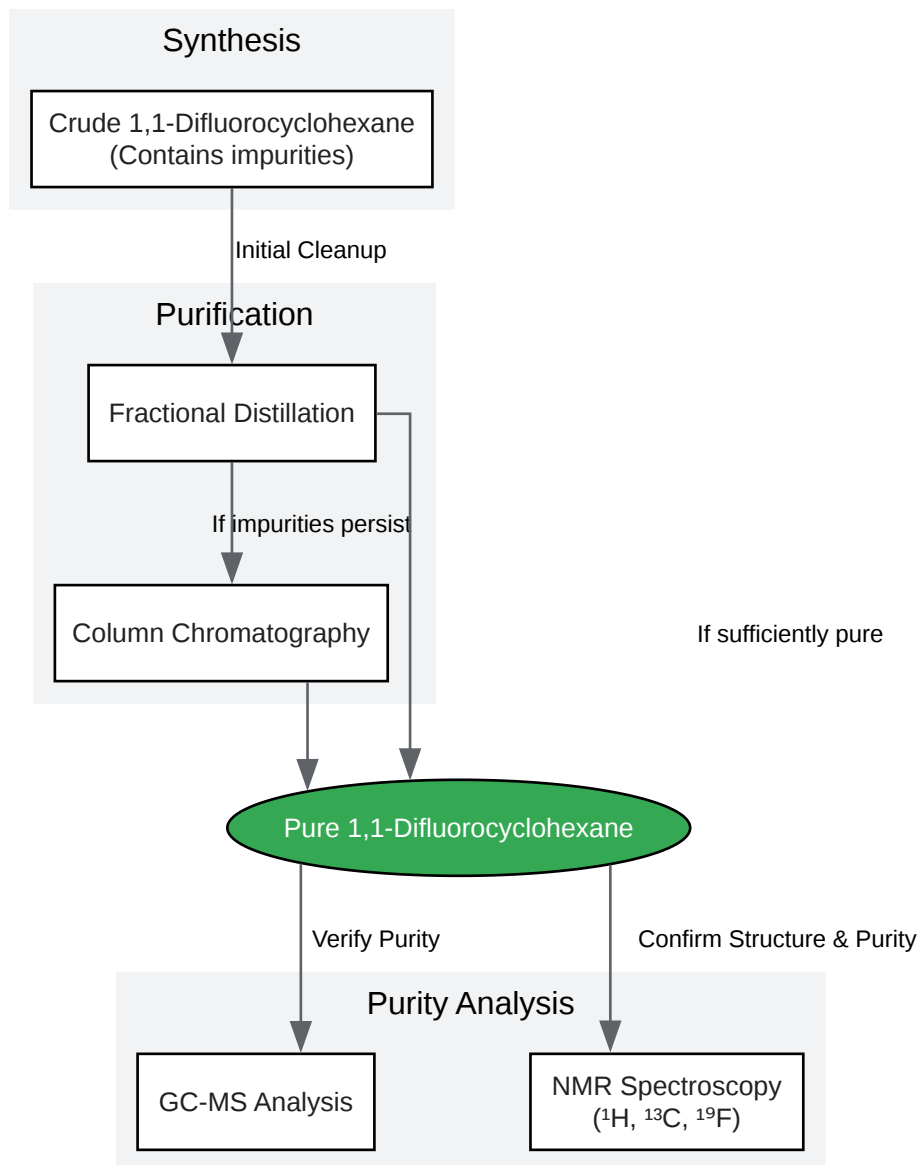 Synthesis
Crude 1,1-Difluorocyclohexane
(Contains impurities)
Initial Cleanup
Purification
Fractional Distillation
If impurities persist
Column Chromatography
If sufficiently pure
Pure 1,1-Difluorocyclohexane
Verify Purity
Confirm Structure & Purity
Purity Analysis
GC-MS Analysis
NMR Spectroscopy
(¹H, ¹³C, ¹⁹F)